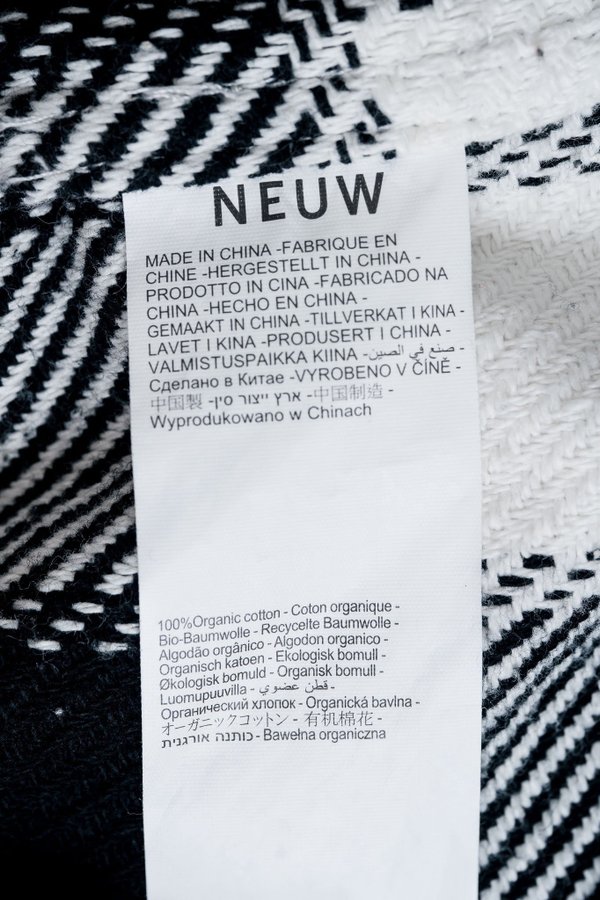 NEUW
MADE IN CHINA -FABRIQUE EN
CHINE -HERGESTELLT IN CHINA -
PRODOTTO IN CINA -FABRICADO NA
CHINA -HECHO EN CHINA -
GEMAAKT IN CHINA -TILLVERKAT I KINA -
LAVET I KINA -PRODUSERT I CHINA -
VALMISTUSPAIKKA KIINA -صنع في الصين -
Сделано в Китае -VYROBENO V ČÍNĚ -
中国製 -ארץ ייצור סין -中国制造 -
Wyprodukowano w Chinach
100%Organic cotton - Coton organique -
Bio-Baumwolle - Recycelte Baumwolle -
Algodão orgânico - Algodon organico -
Organisch katoen - Ekologisk bomull -
Økologisk bomuld - Organisk bomull -
Luomupuuvilla - قطن عضوي -
Органический хлопок - Organická bavlna -
オーガニックコットン - 有机棉花 -
כותנה אורגנית - Bawełna organiczna